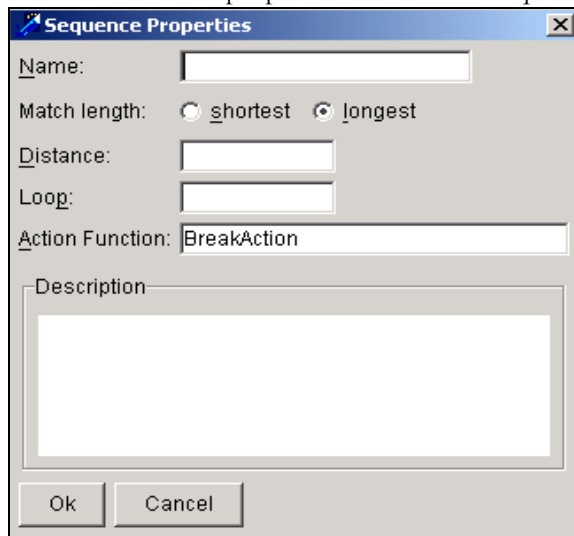 Sequence Properties
Name:
Match length: shortest longest
Distance:
Loop:
Action Function: BreakAction
Description
Ok Cancel